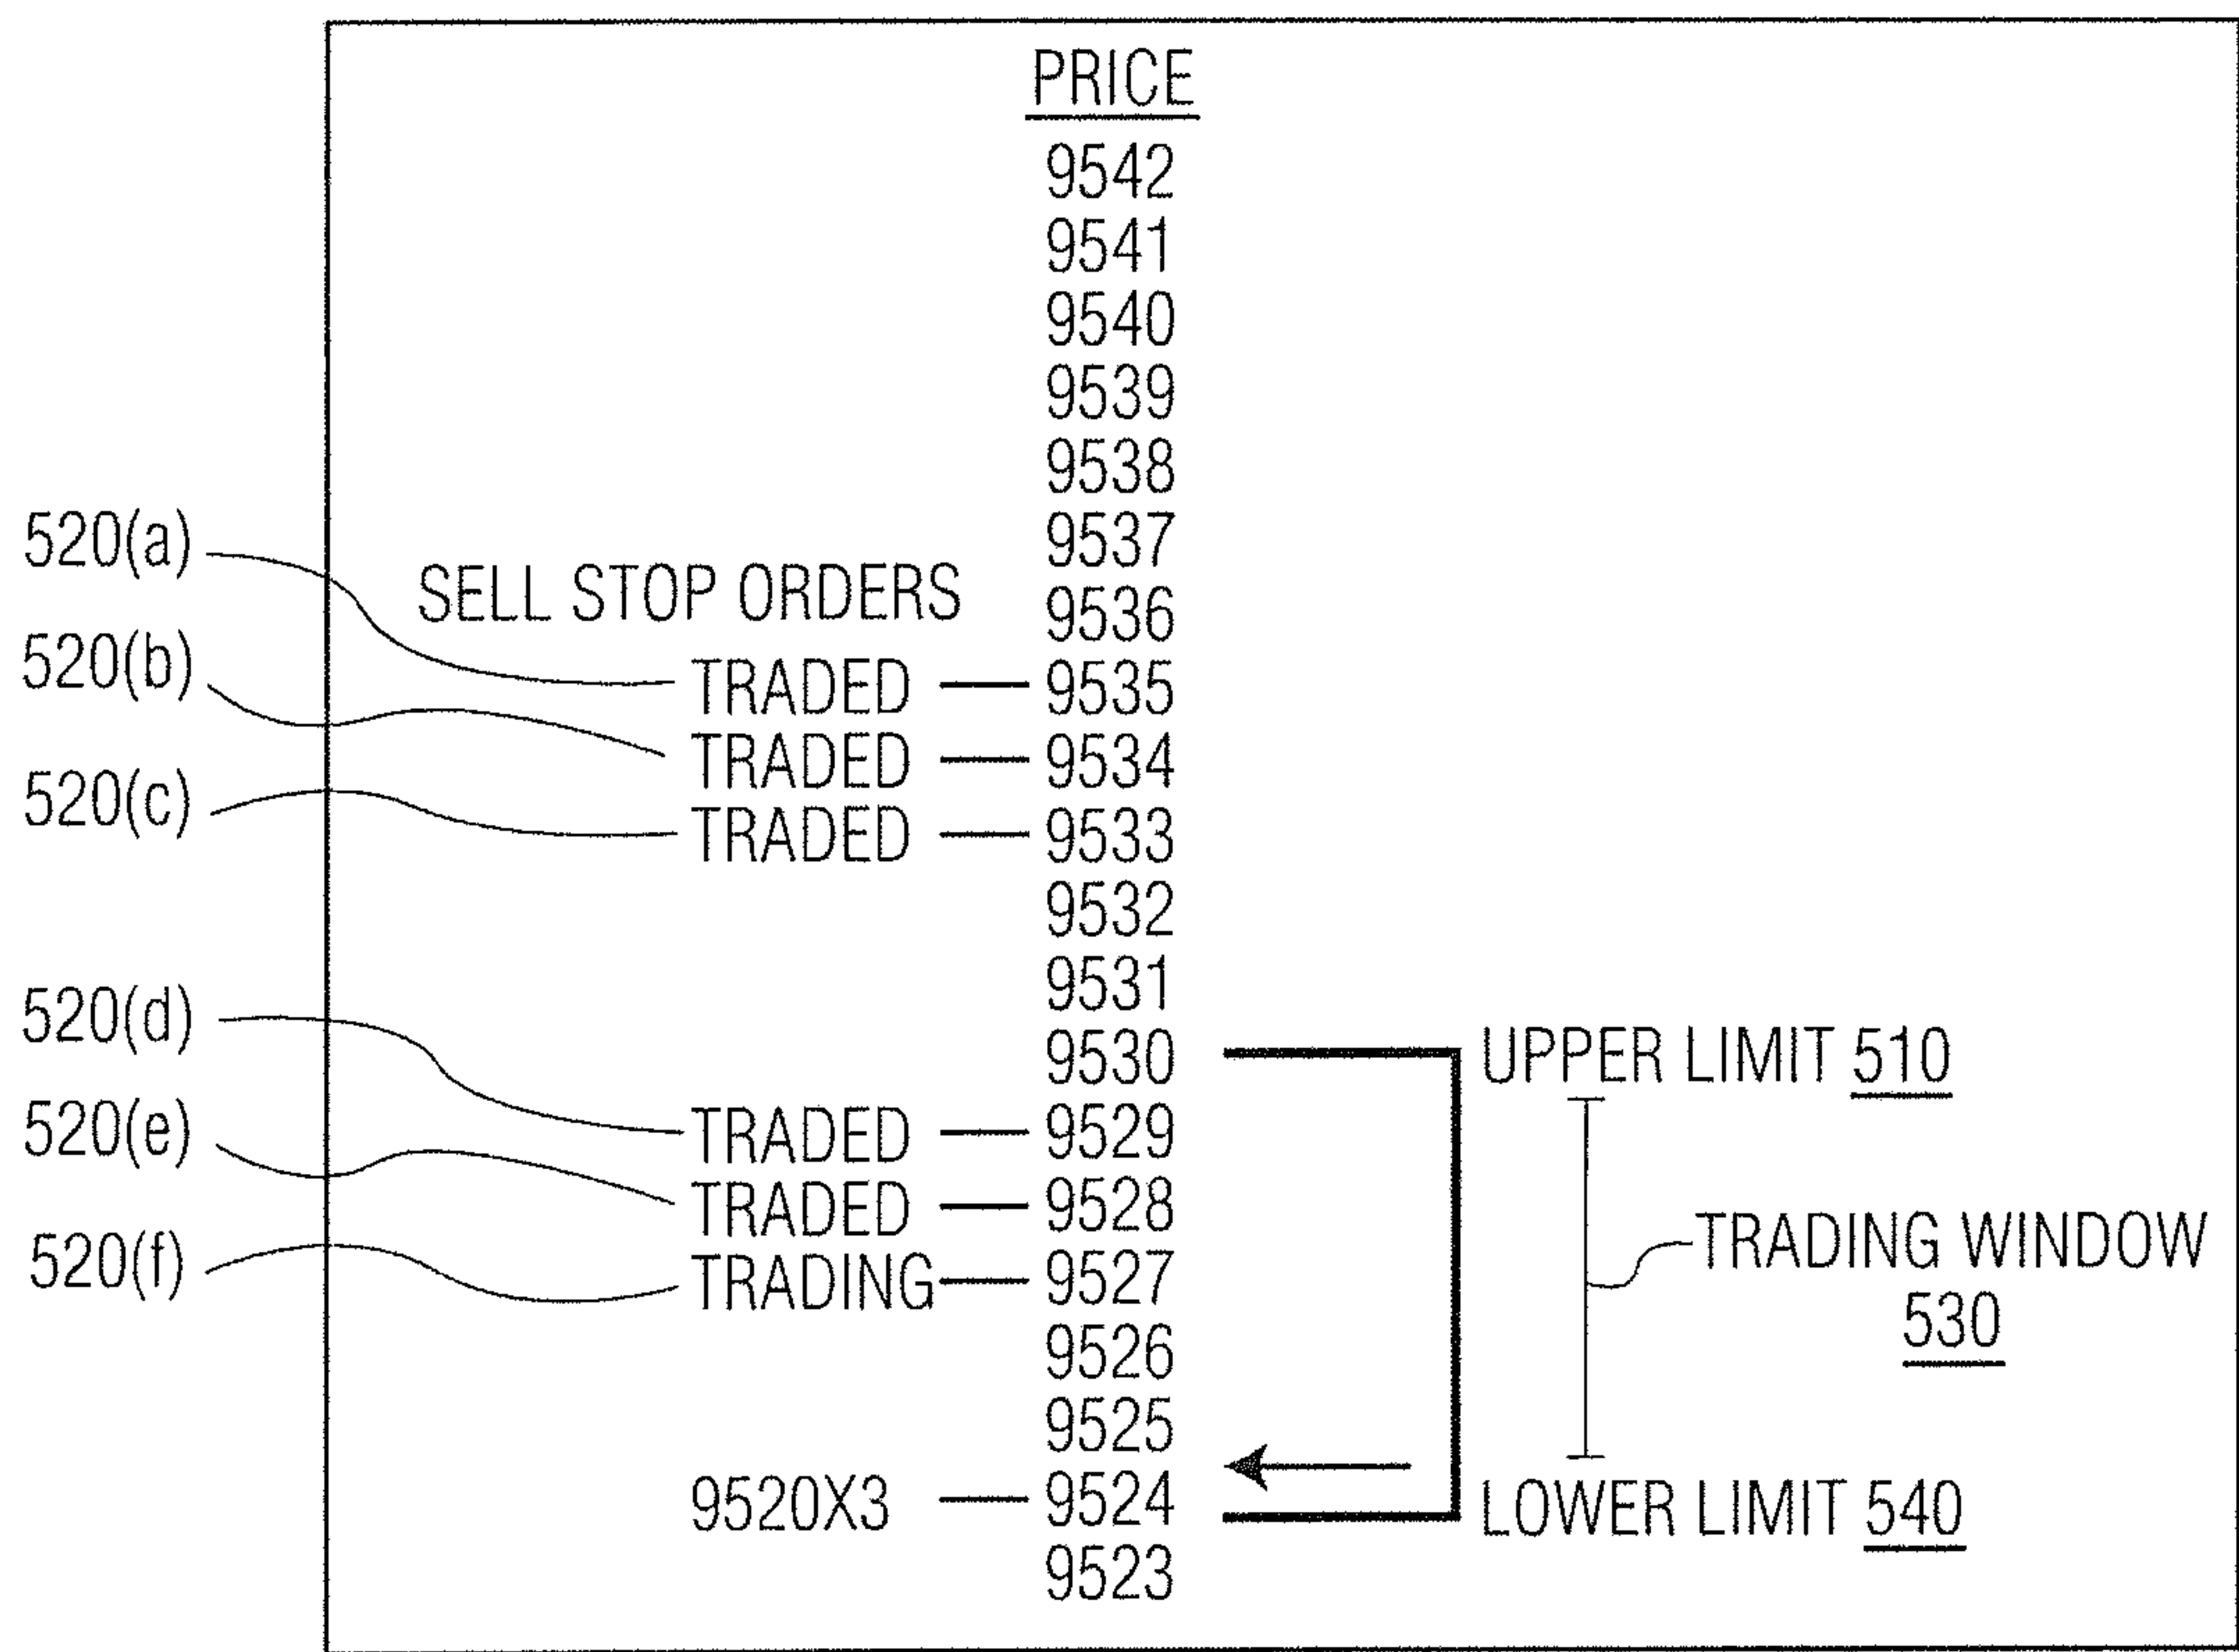 PRICE
9542
9541
9540
9539
9538
9537
520(a)
SELL STOP ORDERS 9536
520(b) TRADED 9535
TRADED 9534
520(c) TRADED 9533
9532
9531
520(d) 9530 UPPER LIMIT 510
520(e) TRADED 9529
TRADED 9528 TRADING WINDOW
520(f) TRADING 9527 530
9526
9525
9520X3 9524 LOWER LIMIT 540
9523